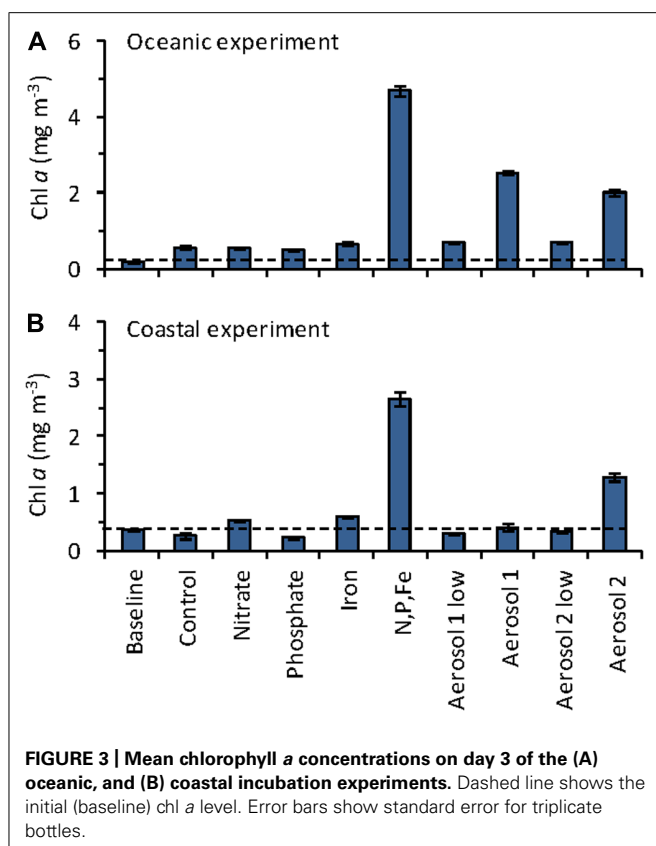 A
Oceanic experiment
Chl a (mg m-3)
6
4
2
0
B
Coastal experiment
Chl a (mg m-3)
4
3
2
1
0
Baseline
Control
Nitrate
Phosphate
Iron
N,P,Fe
Aerosol 1 low
Aerosol 1
Aerosol 2 low
Aerosol 2
FIGURE 3 | Mean chlorophyll a concentrations on day 3 of the (A)
oceanic, and (B) coastal incubation experiments. Dashed line shows the
initial (baseline) chl a level. Error bars show standard error for triplicate
bottles.